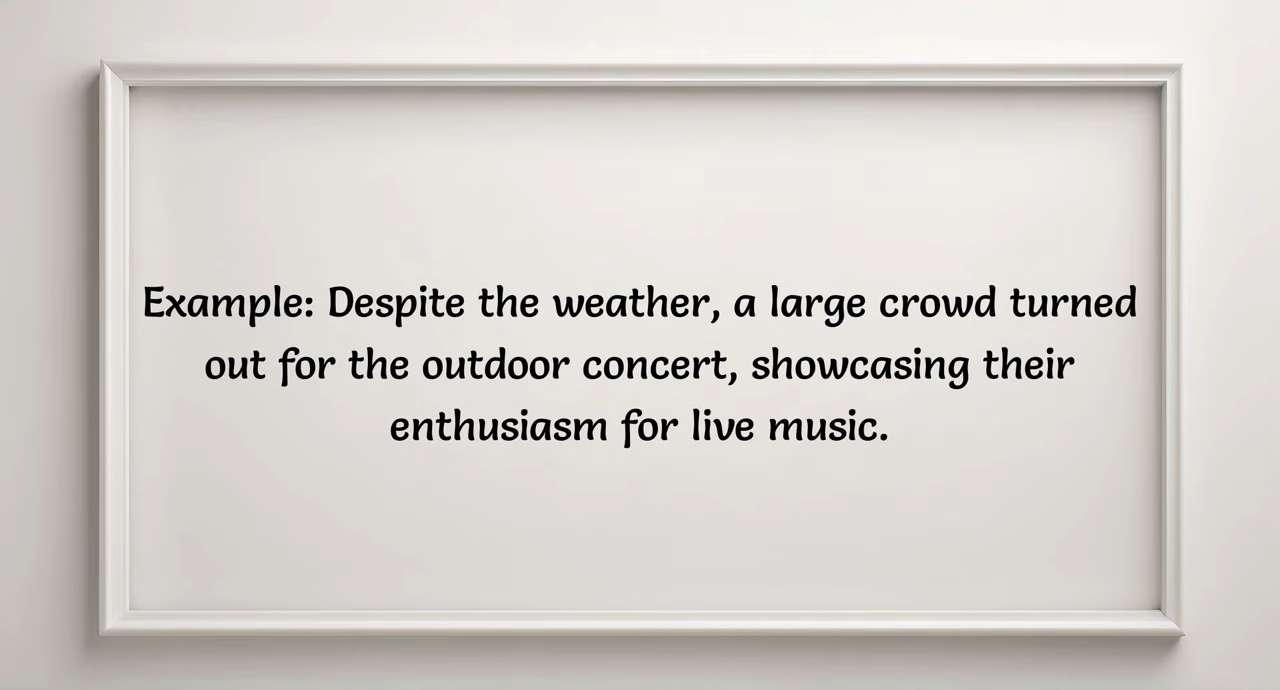 Example: Despite the weather, a large crowd turned
out for the outdoor concert, showcasing their
enthusiasm for live music.